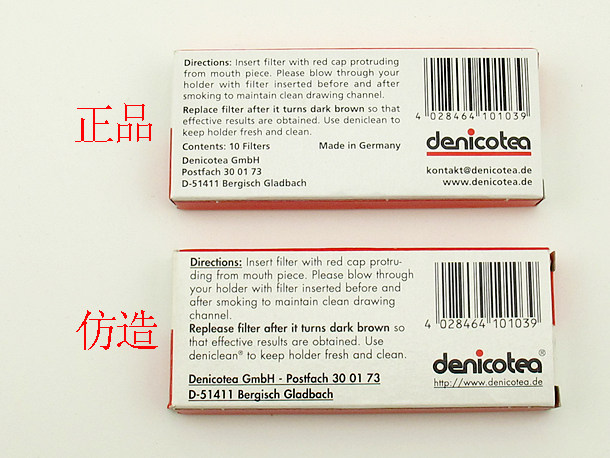 正品
Directions: Insert filter with red cap protruding
from mouth piece. Please blow through your
holder with filter inserted before and after
smoking to maintain clean drawing channel.
Replace filter after it turns dark brown so that
effective results are obtained. Use deniclean to
keep holder fresh and clean.
Contents: 10 Filters Made in Germany
Denicotea GmbH
Postfach 30 01 73
D-51411 Bergisch Gladbach
4 028464 101039
denicotea
kontakt@denicotea.de
www.denicotea.de
仿造
Directions: Insert filter with red cap protru-
ding from mouth piece. Please blow through
your holder with filter inserted before and
after smoking to maintain clean drawing
channel.
Replease filter after it turns dark brown so
that effective results are obtained. Use
deniclean® to keep holder fresh and clean.
Denicotea GmbH - Postfach 30 01 73
D-51411 Bergisch Gladbach
4 028464 101039
denicotea®
http://www.denicotea.de